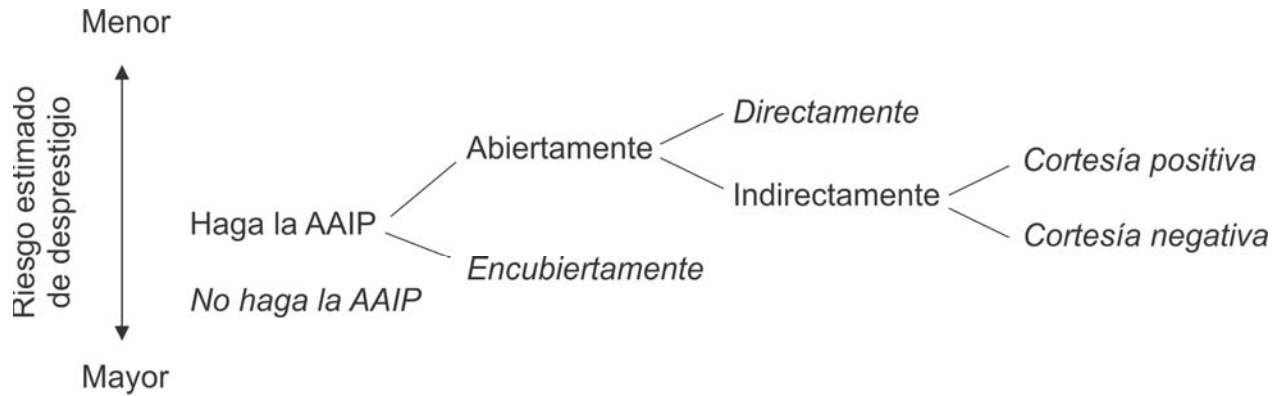 Menor
Riesgo estimado
de desprestigio
Directamente
Abiertamente
Cortesía positiva
Indirectamente
Haga la AAIP
Cortesía negativa
Encubiertamente
No haga la AAIP
Mayor